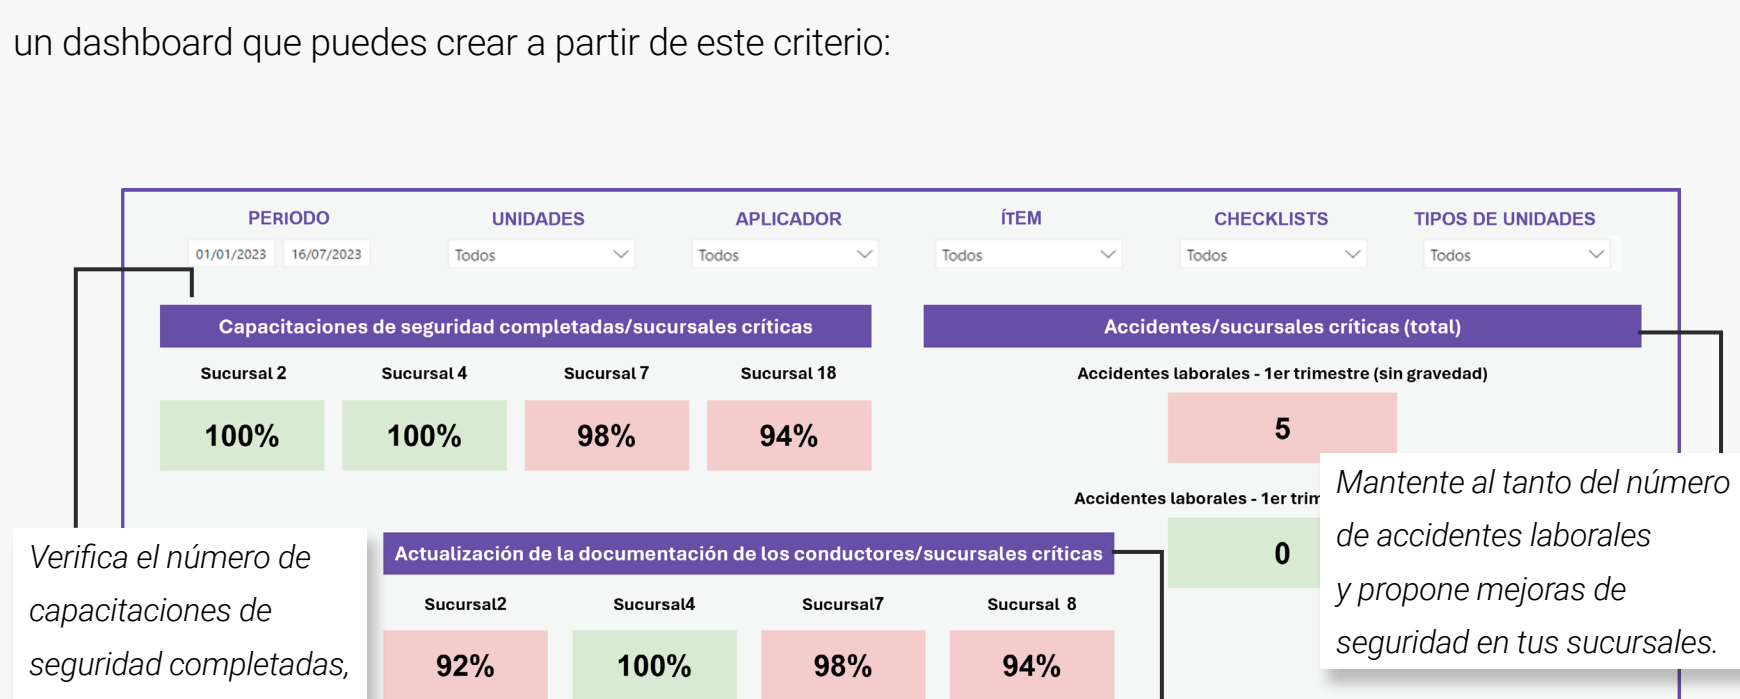 un dashboard que puedes crear a partir de este criterio:
PERIODO UNIDADES APLICADOR ÍTEM CHECKLISTS TIPOS DE UNIDADES
01/01/2023 16/07/2023 Todos Todos Todos Todos Todos
Capacitaciones de seguridad completadas/sucursales críticas
Sucursal 2 Sucursal 4 Sucursal 7 Sucursal 18
100% 100% 98% 94%
Accidentes/sucursales críticas (total)
Accidentes laborales - 1er trimestre (sin gravedad)
5
Accidentes laborales - 1er trim
0
Mantente al tanto del número
de accidentes laborales
y propone mejoras de
seguridad en tus sucursales.
Verifica el número de
capacitaciones de
seguridad completadas,
Actualización de la documentación de los conductores/sucursales críticas
Sucursal2 Sucursal4 Sucursal7 Sucursal 8
92% 100% 98% 94%